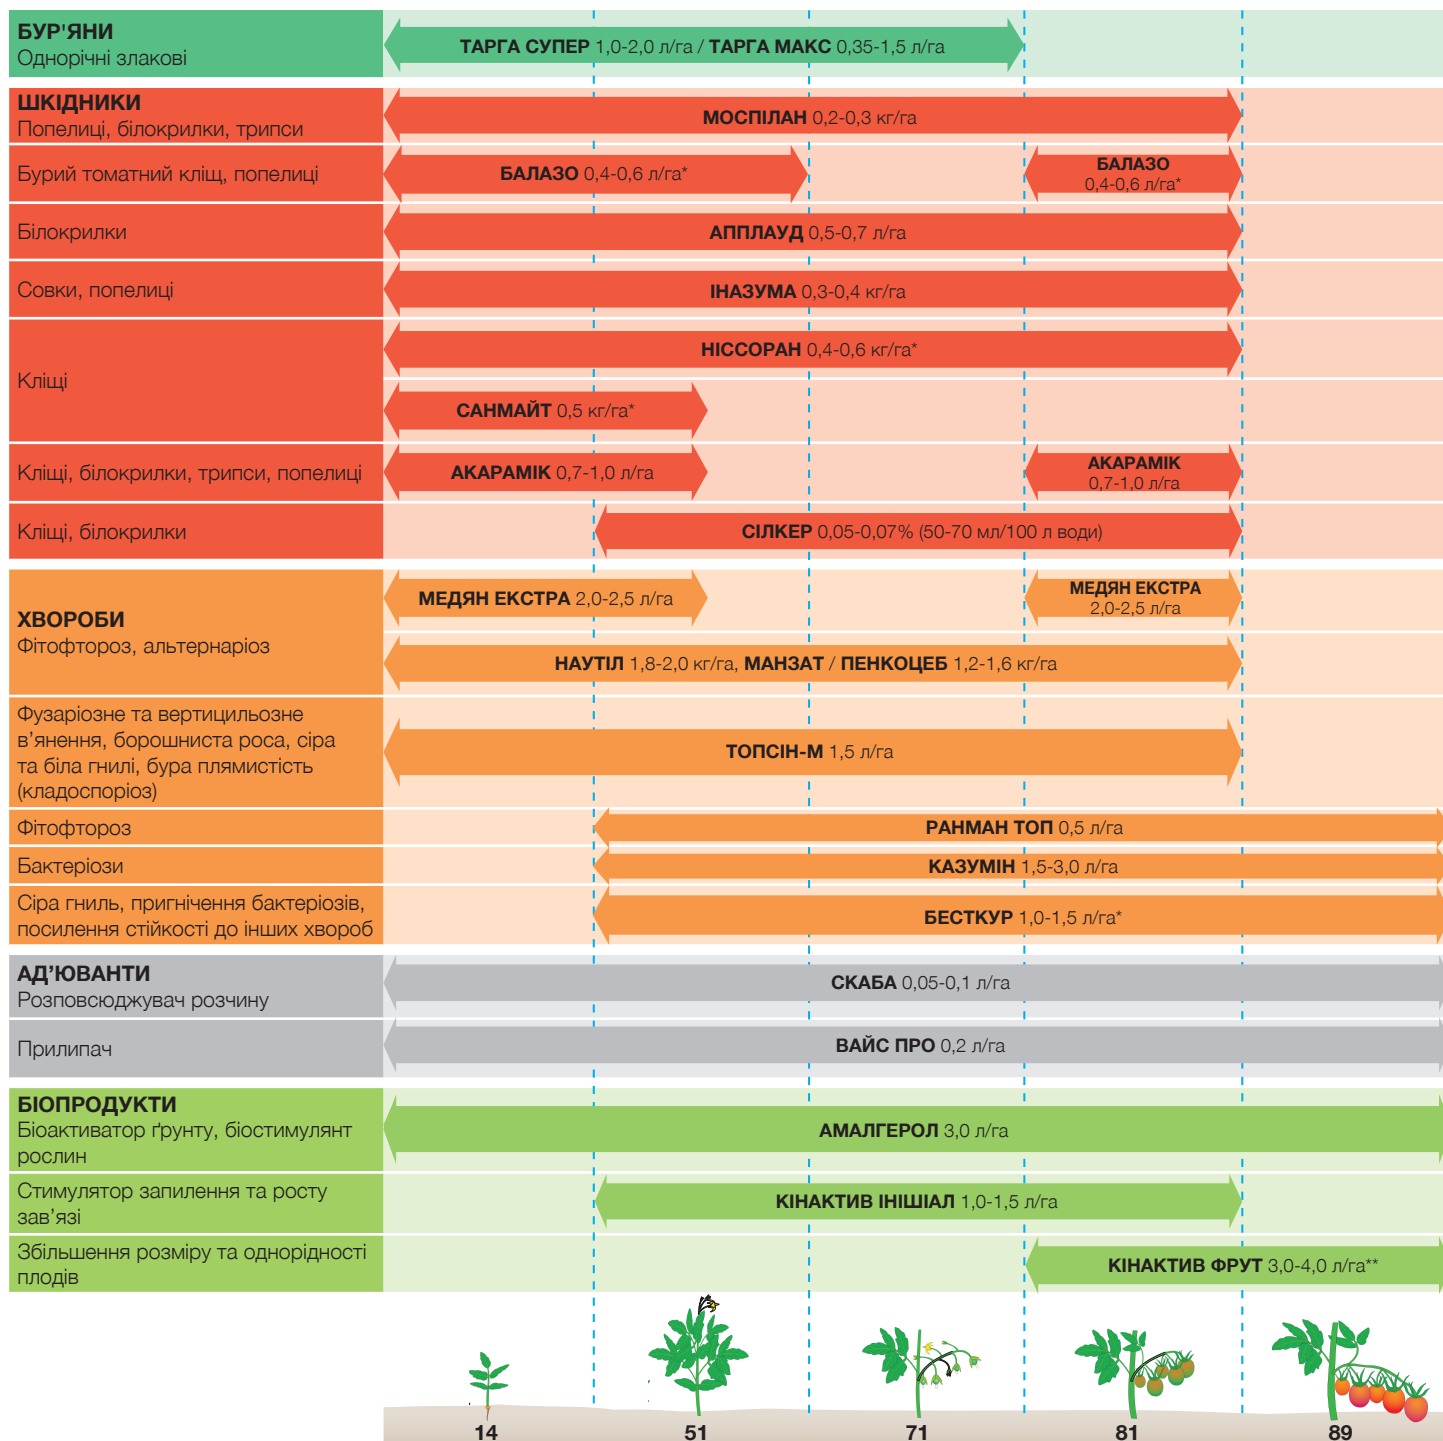 БУР'ЯНИ
Однорічні злакові
ТАРГА СУПЕР 1,0-2,0 л/га / ТАРГА МАКС 0,35-1,5 л/га
ШКІДНИКИ
Попелиці, білокрилки, трипси
МОСПІЛАН 0,2-0,3 кг/га
Бурий томатний кліщ, попелиці
БАЛАЗО 0,4-0,6 л/га*
БАЛАЗО
0,4-0,6 л/га*
Білокрилки
АППЛАУД 0,5-0,7 л/га
Совки, попелиці
ІНАЗУМА 0,3-0,4 кг/га
Кліщі
НІССОРАН 0,4-0,6 кг/га*
САНМАЙТ 0,5 кг/га*
Кліщі, білокрилки, трипси, попелиці
АКАРАМІК 0,7-1,0 л/га
АКАРАМІК
0,7-1,0 л/га
Кліщі, білокрилки
СІЛКЕР 0,05-0,07% (50-70 мл/100 л води)
ХВОРОБИ
Фітофтороз, альтернаріоз
МЕДЯН ЕКСТРА 2,0-2,5 л/га
МЕДЯН ЕКСТРА
2,0-2,5 л/га
НАУТІЛ 1,8-2,0 кг/га, МАНЗАТ / ПЕНКОЦЕБ 1,2-1,6 кг/га
Фузаріозне та вертицильозне
в’янення, борошниста роса, сіра
та біла гнилі, бура плямистість
(кладоспоріоз)
ТОПСІН-М 1,5 л/га
Фітофтороз
РАНМАН ТОП 0,5 л/га
Бактеріози
КАЗУМІН 1,5-3,0 л/га
Сіра гниль, пригнічення бактеріозів,
посилення стійкості до інших хвороб
БЕСТКУР 1,0-1,5 л/га*
АД’ЮВАНТИ
Розповсюджувач розчину
СКАБА 0,05-0,1 л/га
Прилипач
ВАЙС ПРО 0,2 л/га
БІОПРОДУКТИ
Біоактиватор ґрунту, біостимулянт
рослин
АМАЛГЕРОЛ 3,0 л/га
Стимулятор запилення та росту
зав’язі
КІНАКТИВ ІНІШІАЛ 1,0-1,5 л/га
Збільшення розміру та однорідності
плодів
КІНАКТИВ ФРУТ 3,0-4,0 л/га**
14
51
71
81
89